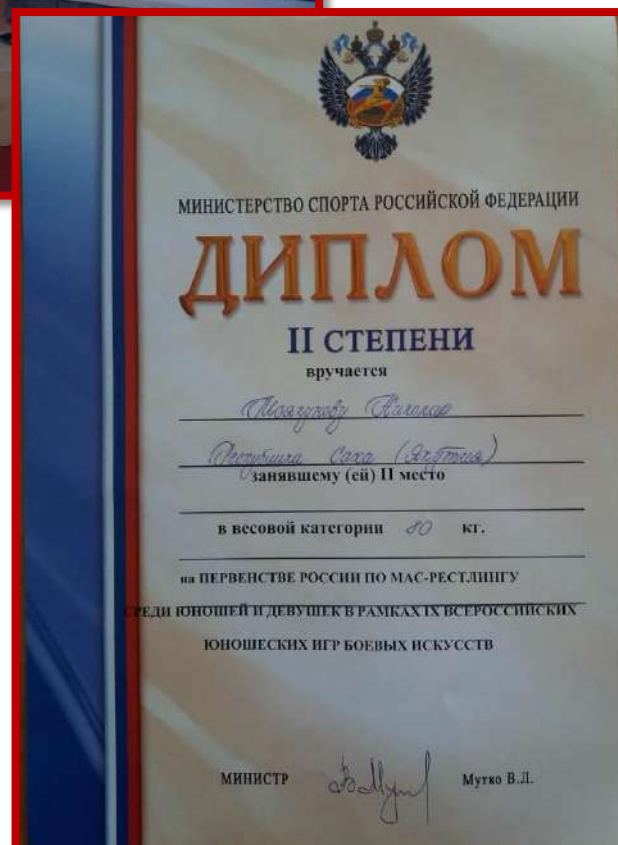 МИНИСТЕРСТВО СПОРТА РОССИЙСКОЙ ФЕДЕРАЦИИ
ДИПЛОМ
II СТЕПЕНИ
вручается
Николаю
Республика Саха (Якутия)
занявшему (ей) II место
в весовой категории 80 кг.
на ПЕРВЕНСТВЕ РОССИИ ПО МАС-РЕСТЛИНГУ
СРЕДИ ЮНОШЕЙ И ДЕВУШЕК В РАМКАХ IX ВСЕРОССИЙСКИХ
ЮНОШЕСКИХ ИГР БОЕВЫХ ИСКУССТВ
МИНИСТР Мутко В.Л.